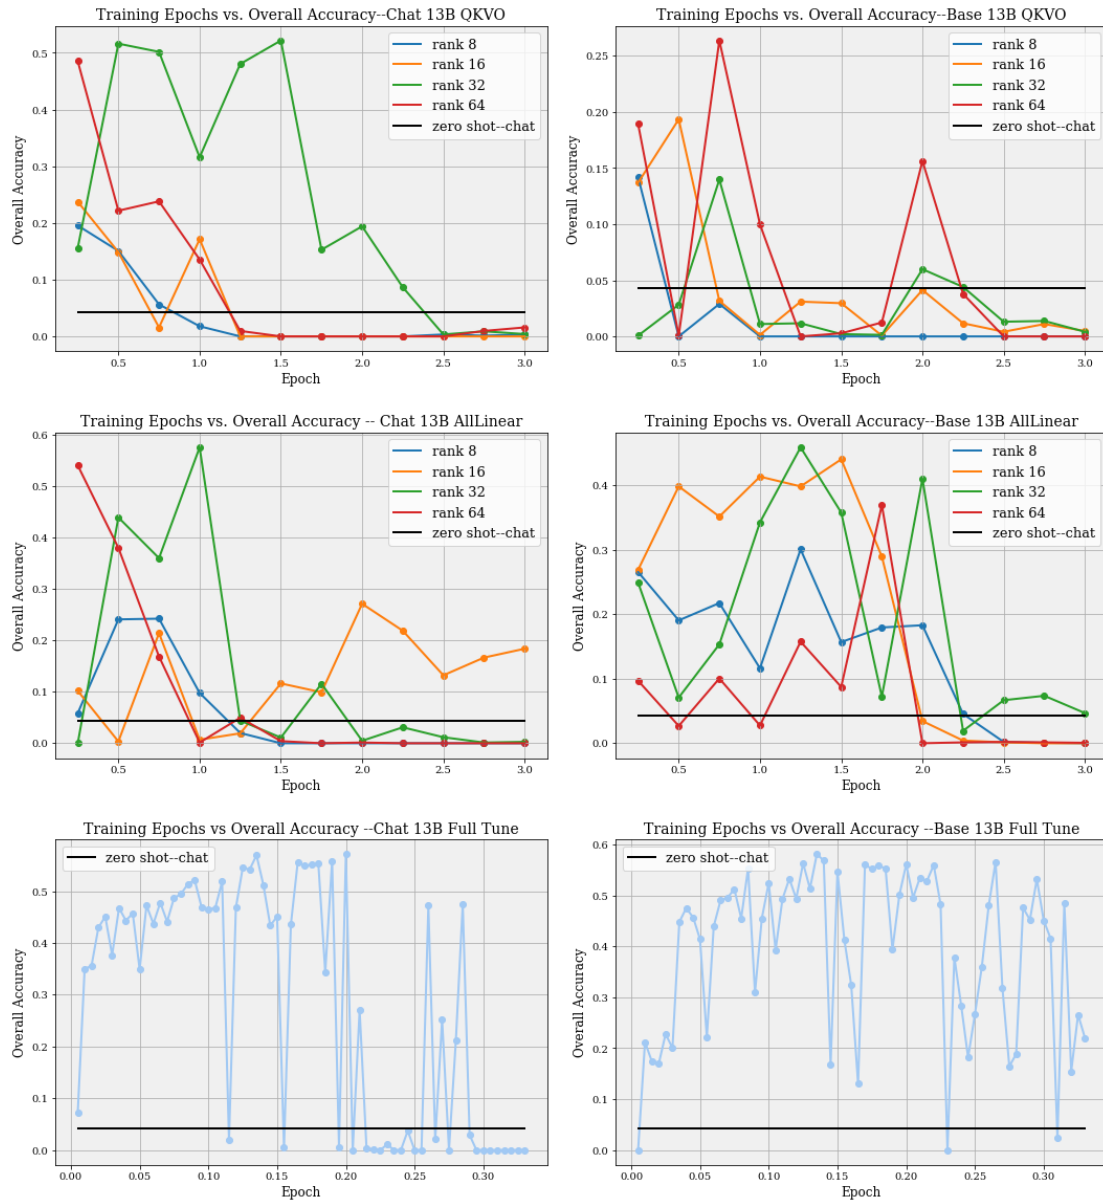 Training Epochs vs. Overall Accuracy--Chat 13B QKVO
Overall Accuracy
0.5
0.4
0.3
0.2
0.1
0.0
rank 8
rank 16
rank 32
rank 64
zero shot--chat
0.5 1.0 1.5 2.0 2.5 3.0
Epoch
Training Epochs vs. Overall Accuracy--Base 13B QKVO
Overall Accuracy
0.25
0.20
0.15
0.10
0.05
0.00
rank 8
rank 16
rank 32
rank 64
zero shot--chat
0.5 1.0 1.5 2.0 2.5 3.0
Epoch
Training Epochs vs. Overall Accuracy -- Chat 13B AllLinear
Overall Accuracy
0.6
0.5
0.4
0.3
0.2
0.1
0.0
rank 8
rank 16
rank 32
rank 64
zero shot--chat
0.5 1.0 1.5 2.0 2.5 3.0
Epoch
Training Epochs vs. Overall Accuracy--Base 13B AllLinear
Overall Accuracy
0.4
0.3
0.2
0.1
0.0
rank 8
rank 16
rank 32
rank 64
zero shot--chat
0.5 1.0 1.5 2.0 2.5 3.0
Epoch
Training Epochs vs Overall Accuracy --Chat 13B Full Tune
Overall Accuracy
0.5
0.4
0.3
0.2
0.1
0.0
zero shot--chat
0.00 0.05 0.10 0.15 0.20 0.25 0.30
Epoch
Training Epochs vs Overall Accuracy --Base 13B Full Tune
Overall Accuracy
0.6
0.5
0.4
0.3
0.2
0.1
0.0
zero shot--chat
0.00 0.05 0.10 0.15 0.20 0.25 0.30
Epoch